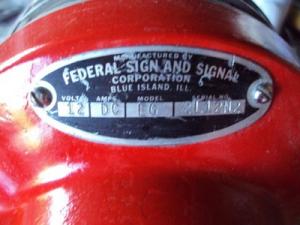 MANUFACTURED BY
FEDERAL SIGN AND SIGNAL
CORPORATION
BLUE ISLAND, ILL.
VOLTS AMPS. MODEL SERIAL NO.
12 DC